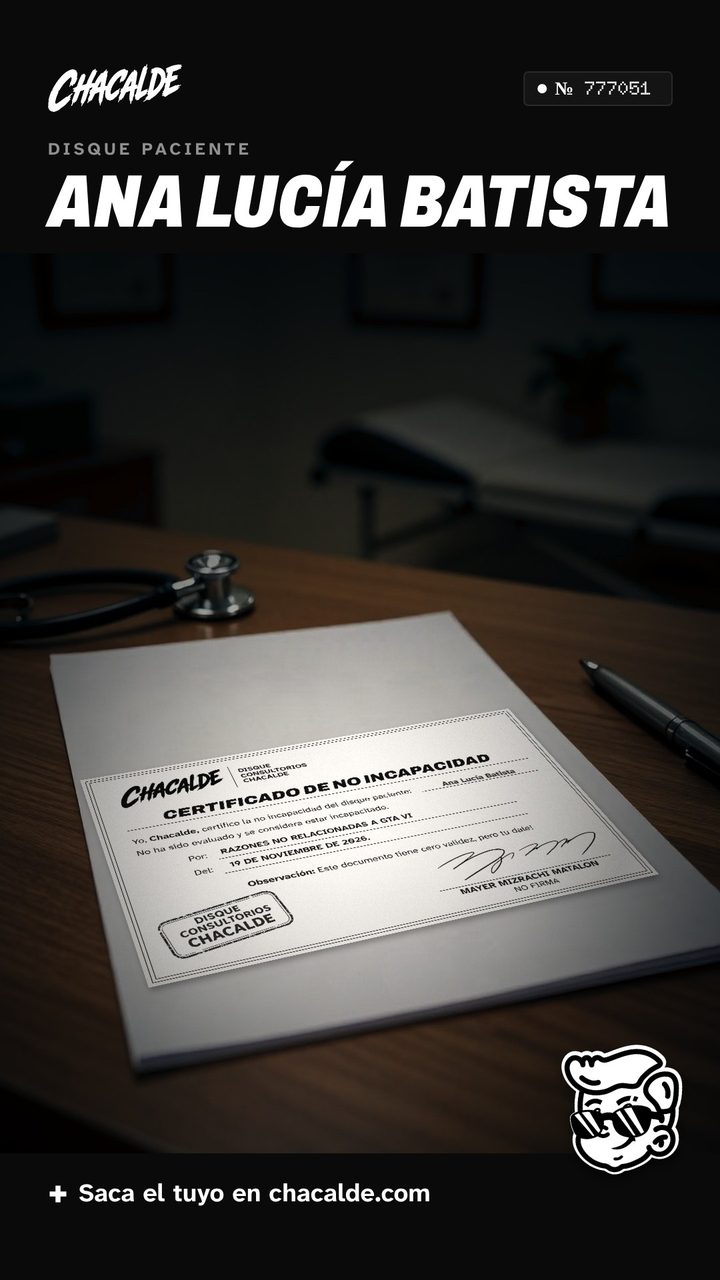 CHACALDE
№ 777051
DISQUE PACIENTE
ANA LUCÍA BATISTA
CHACALDE
DISQUE
CONSULTORIOS
CHACALDE
CERTIFICADO DE NO INCAPACIDAD
Yo, Chacalde, certifico la no incapacidad del disque paciente: Ana Lucía Batista
No ha sido evaluado y se considera estar incapacitado.
Por: RAZONES NO RELACIONADAS A GTA VI
Del: 19 DE NOVIEMBRE DE 2026.
Observación: Este documento tiene cero validez, pero tu dale!
DISQUE
CONSULTORIOS
CHACALDE
MAYER MIZRACHI MATALON
NO FIRMA
+ Saca el tuyo en chacalde.com